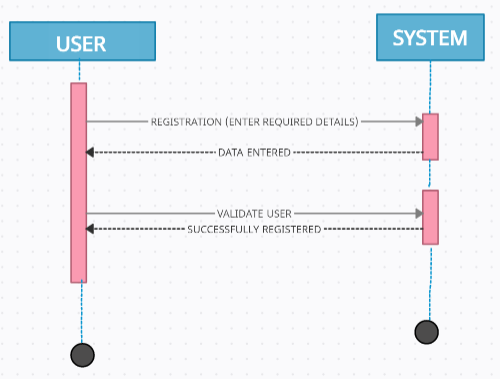 USER
SYSTEM
REGISTRATION (ENTER REQUIRED DETAILS)
DATA ENTERED
VALIDATE USER
SUCCESSFULLY REGISTERED